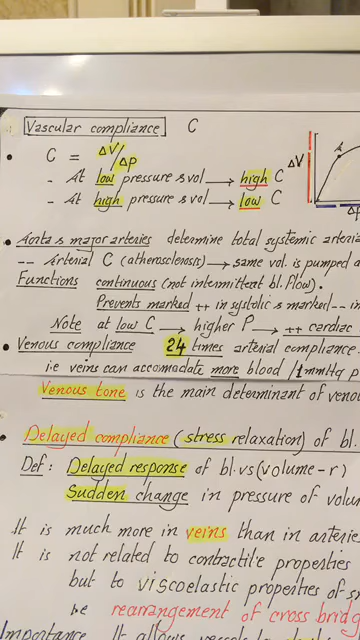 Vascular compliance C
C = ΔV/ΔP
ΔV
A
- At low pressure & vol → high C
- At high pressure & vol → low C
• Aorta & major arteries determine total systemic
-- Arterial C (atherosclerosis) → same vol. is pumped
Functions continuous (not intermittent bl. flow).
Prevents marked ++ in systolic & marked -- in
Note at low C → higher P → ++ cardiac
• Venous compliance 24 times arterial compliance
i.e veins can accomodate more blood /1mmHg
Venous tone is the main determinant of
• Delayed compliance (stress relaxation) of bl.
Def: Delayed response of bl.vs (volume-r)
Sudden change in pressure of
It is much more in veins than in
It is not related to contractile properties
but to viscoelastic properties of
i.e rearrangement of cross
Importance It allows